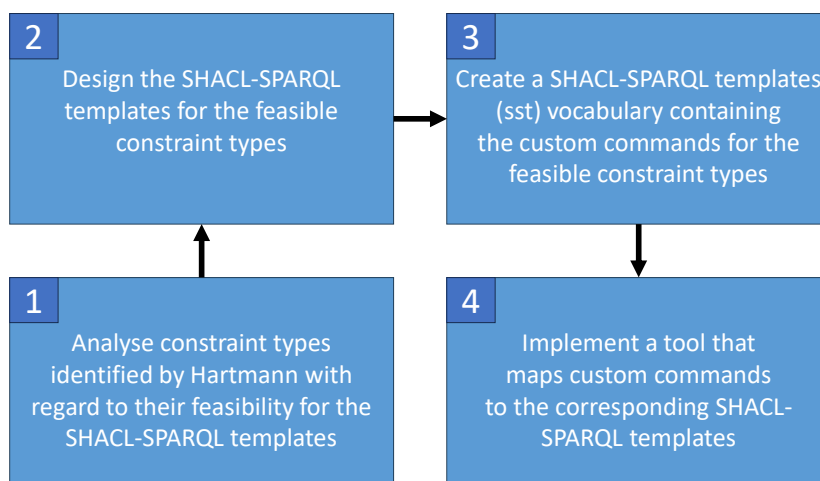 2
Design the SHACL-SPARQL
templates for the feasible
constraint types
3
Create a SHACL-SPARQL templates
(sst) vocabulary containing
the custom commands for the
feasible constraint types
1
Analyse constraint types
identified by Hartmann with
regard to their feasibility for the
SHACL-SPARQL templates
4
Implement a tool that
maps custom commands
to the corresponding SHACL-
SPARQL templates